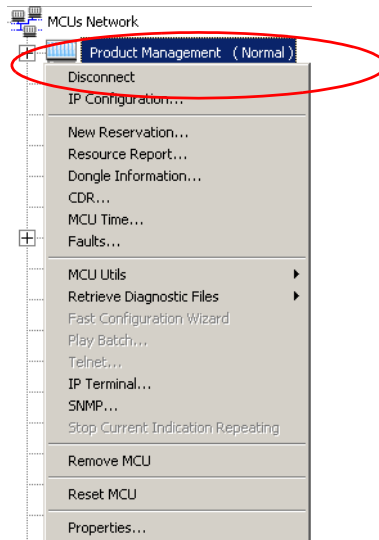 MCUs Network
Product Management (Normal)
Disconnect
IP Configuration...
New Reservation...
Resource Report...
Dongle Information...
CDR...
MCU Time...
Faults...
MCU Utils
Retrieve Diagnostic Files
Fast Configuration Wizard
Play Batch...
Telnet...
IP Terminal...
SNMP...
Stop Current Indication Repeating
Remove MCU
Reset MCU
Properties...